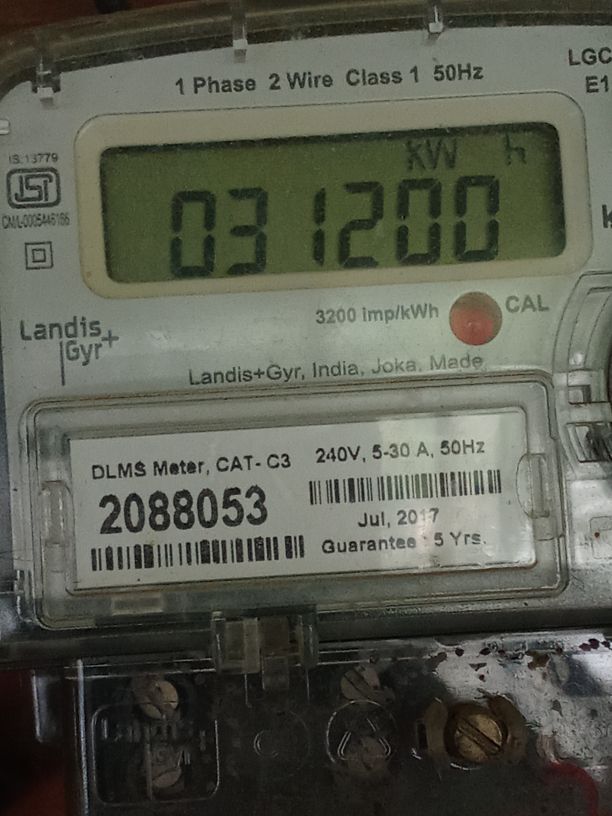 1 Phase 2 Wire Class 1 50Hz
LGC
E1
IS 13779
ISI
kW h
031200
3200 imp/kWh
CAL
Landis
Gyr+
Landis+Gyr, India, Joka, Made
DLMS Meter, CAT- C3
240V, 5-30 A, 50Hz
2088053
Jul, 2017
Guarantee : 5 Yrs.